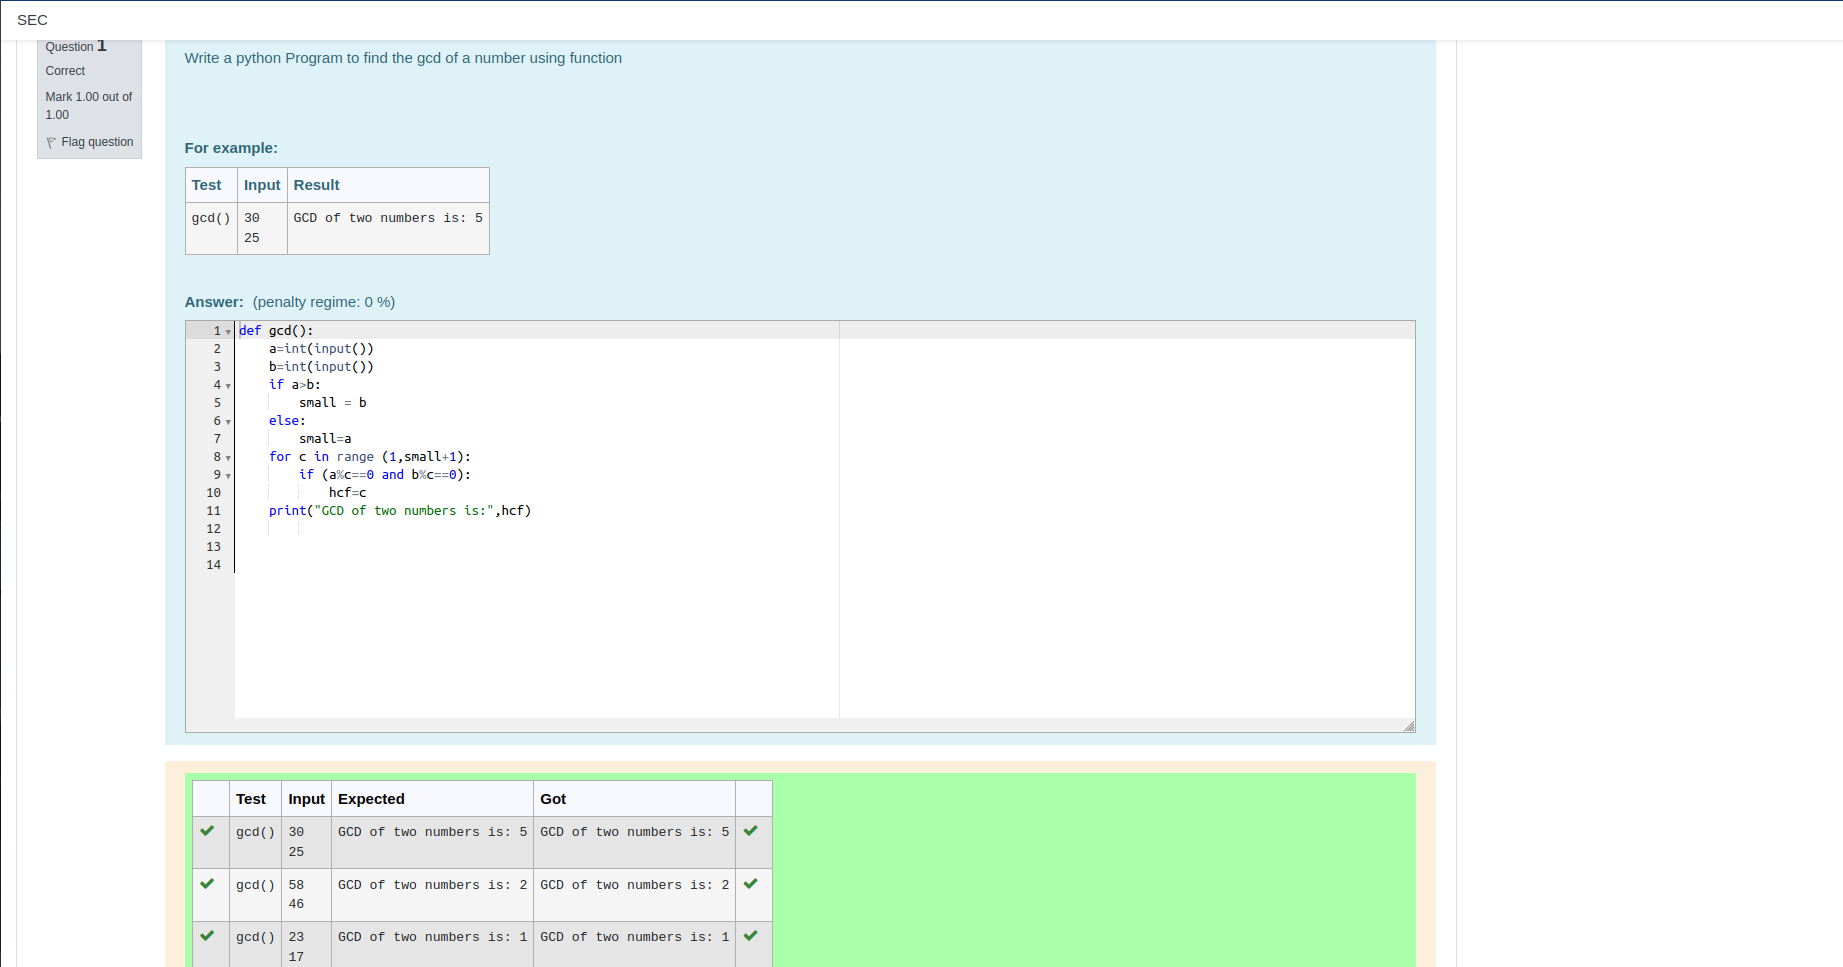 SEC
Question 1
Correct
Mark 1.00 out of
1.00
Flag question
Write a python Program to find the gcd of a number using function
For example:
Test Input Result
gcd() 30 GCD of two numbers is: 5
25
Answer: (penalty regime: 0 %)
1 def gcd():
2     a=int(input())
3     b=int(input())
4     if a>b:
5         small = b
6     else:
7         small=a
8     for c in range (1,small+1):
9         if (a%c==0 and b%c==0):
10             hcf=c
11     print("GCD of two numbers is:",hcf)
12
13
14
Test Input Expected Got
gcd() 30 GCD of two numbers is: 5 GCD of two numbers is: 5
25
gcd() 58 GCD of two numbers is: 2 GCD of two numbers is: 2
46
gcd() 23 GCD of two numbers is: 1 GCD of two numbers is: 1
17